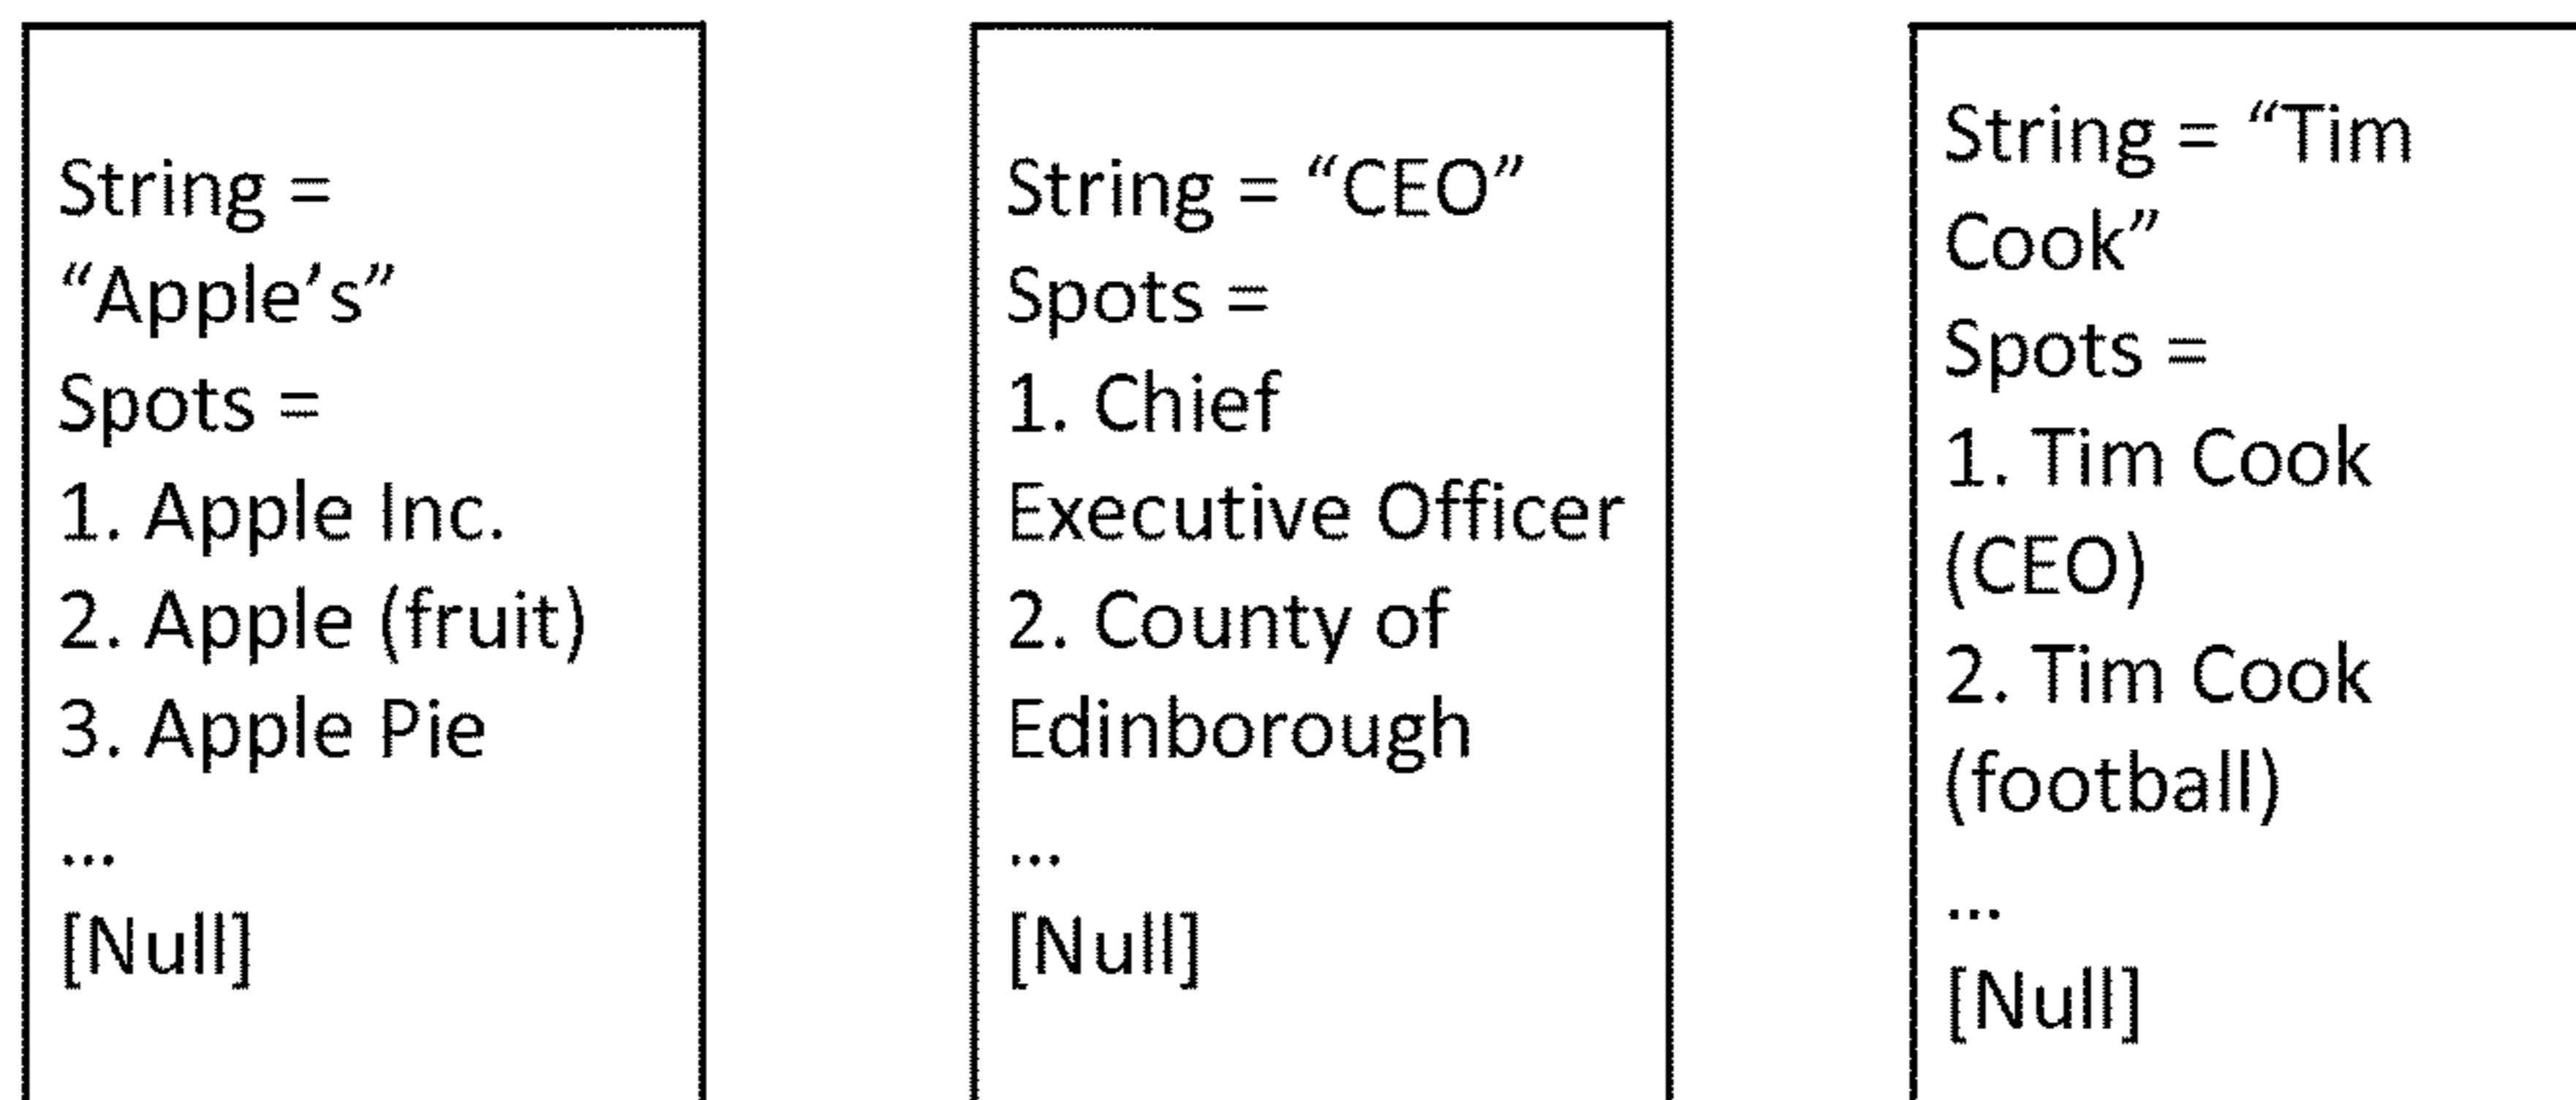 String =
“Apple’s”
Spots =
1. Apple Inc.
2. Apple (fruit)
3. Apple Pie
...
[Null]
String = “CEO”
Spots =
1. Chief
Executive Officer
2. County of
Edinborough
...
[Null]
String = “Tim
Cook”
Spots =
1. Tim Cook
(CEO)
2. Tim Cook
(football)
...
[Null]